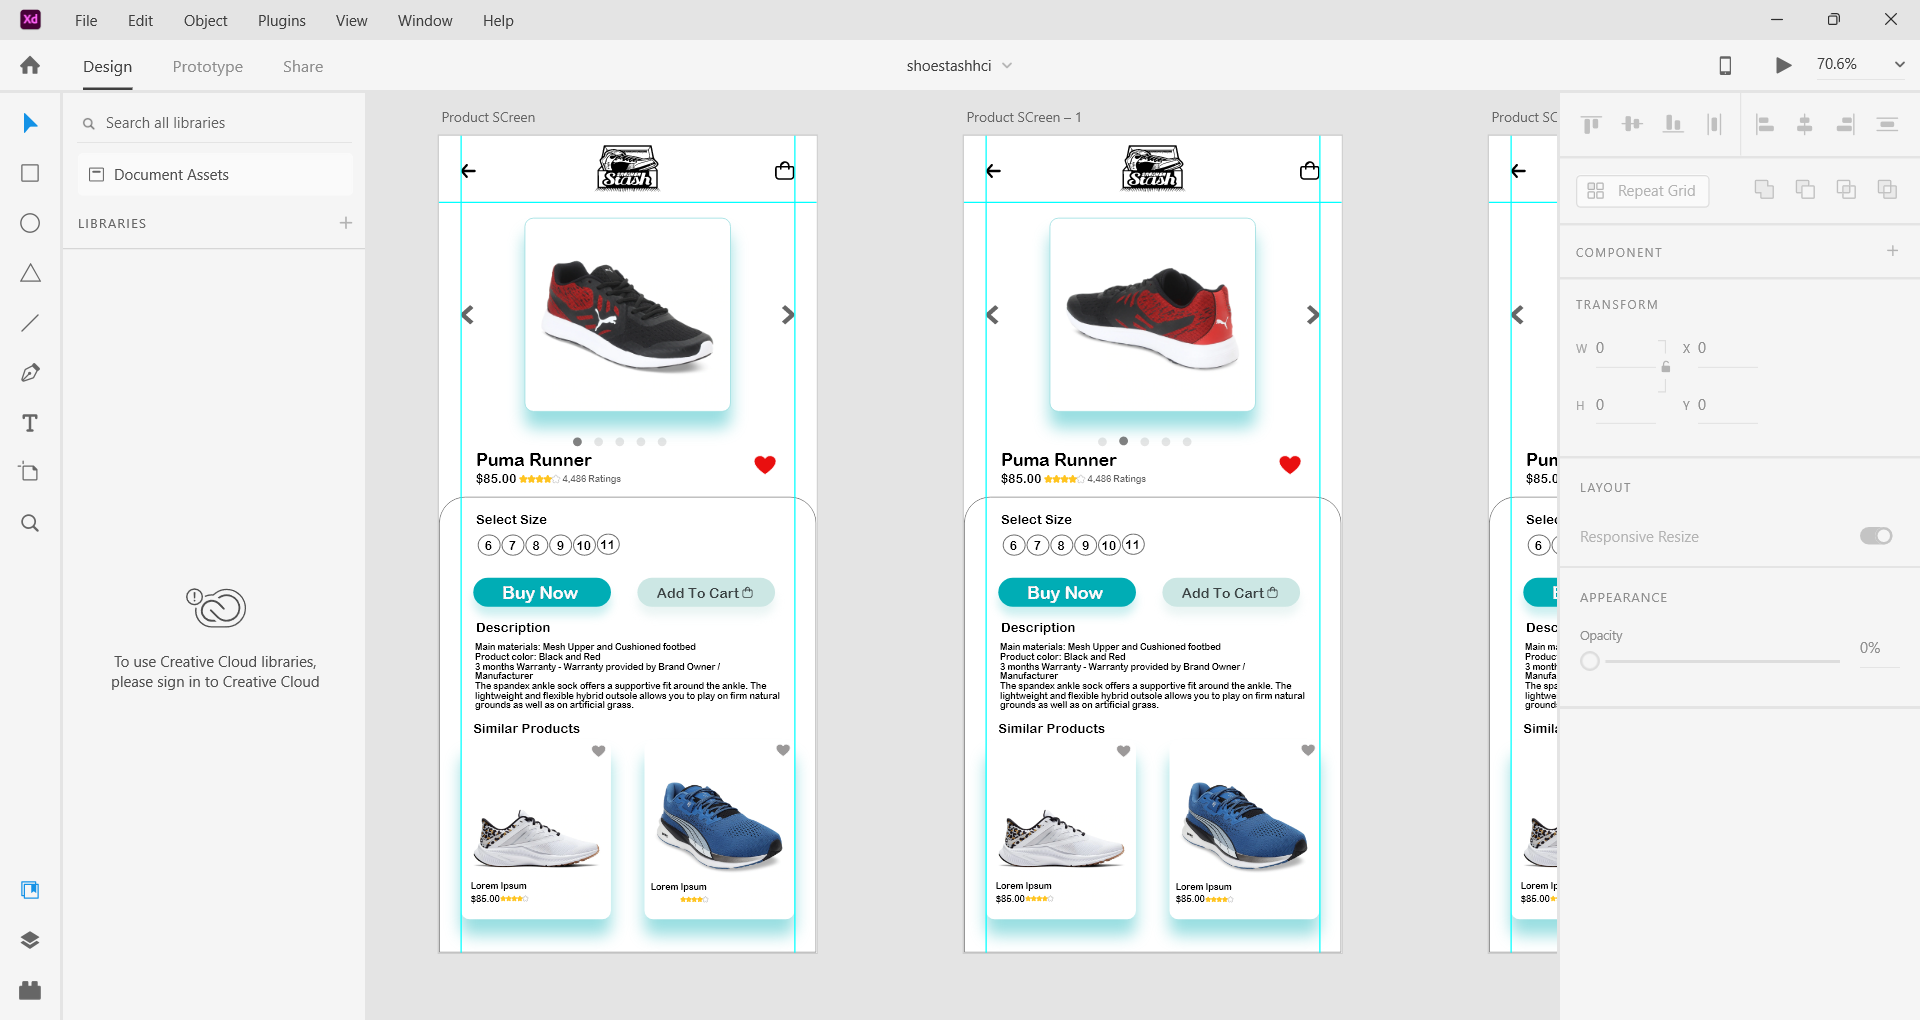 Xd File Edit Object Plugins View Window Help
Design Prototype Share
shoestashhci
70.6%
Search all libraries
Document Assets
LIBRARIES
To use Creative Cloud libraries,
please sign in to Creative Cloud
Product SCreen
Stash
Puma Runner
$85.00 4,486 Ratings
Select Size
6 7 8 9 10 11
Buy Now Add To Cart
Description
Main materials: Mesh Upper and Cushioned footbed
Product color: Black and Red
3 months Warranty - Warranty provided by Brand Owner /
Manufacturer
The spandex ankle sock offers a supportive fit around the ankle. The
lightweight and flexible hybrid outsole allows you to play on firm natural
grounds as well as on artificial grass.
Similar Products
Lorem Ipsum
$85.00
Lorem Ipsum
Product SCreen – 1
Stash
Puma Runner
$85.00 4,486 Ratings
Select Size
6 7 8 9 10 11
Buy Now Add To Cart
Description
Main materials: Mesh Upper and Cushioned footbed
Product color: Black and Red
3 months Warranty - Warranty provided by Brand Owner /
Manufacturer
The spandex ankle sock offers a supportive fit around the ankle. The
lightweight and flexible hybrid outsole allows you to play on firm natural
grounds as well as on artificial grass.
Similar Products
Lorem Ipsum
$85.00
Lorem Ipsum
$85.00
Product SC
Pun
$85.0
Selec
6
B
Desc
Main m
Produc
3 month
Manufa
The spa
lightwe
ground
Simila
Lorem Ip
$85.00
Repeat Grid
COMPONENT
TRANSFORM
W 0 X 0
H 0 Y 0
LAYOUT
Responsive Resize
APPEARANCE
Opacity
0%